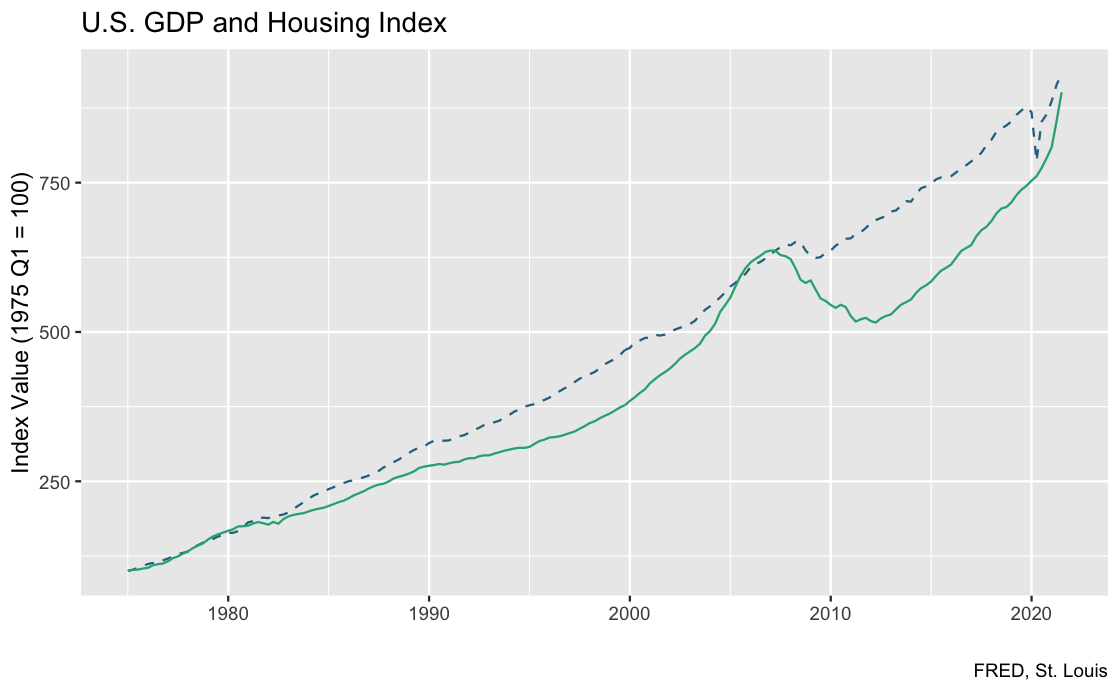 U.S. GDP and Housing Index
Index Value (1975 Q1 = 100)
750
500
250
1980 1990 2000 2010 2020
FRED, St. Louis